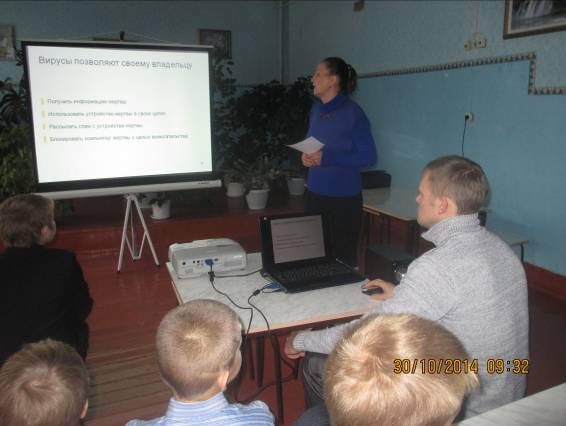 Вирусы позволяют своему владельцу
Получить информацию жертвы
Использовать устройство жертвы в своих целях
Рассылать спам с устройства жертвы
Блокировать компьютер жертвы с целью вымогательства
30/10/2014 09:32